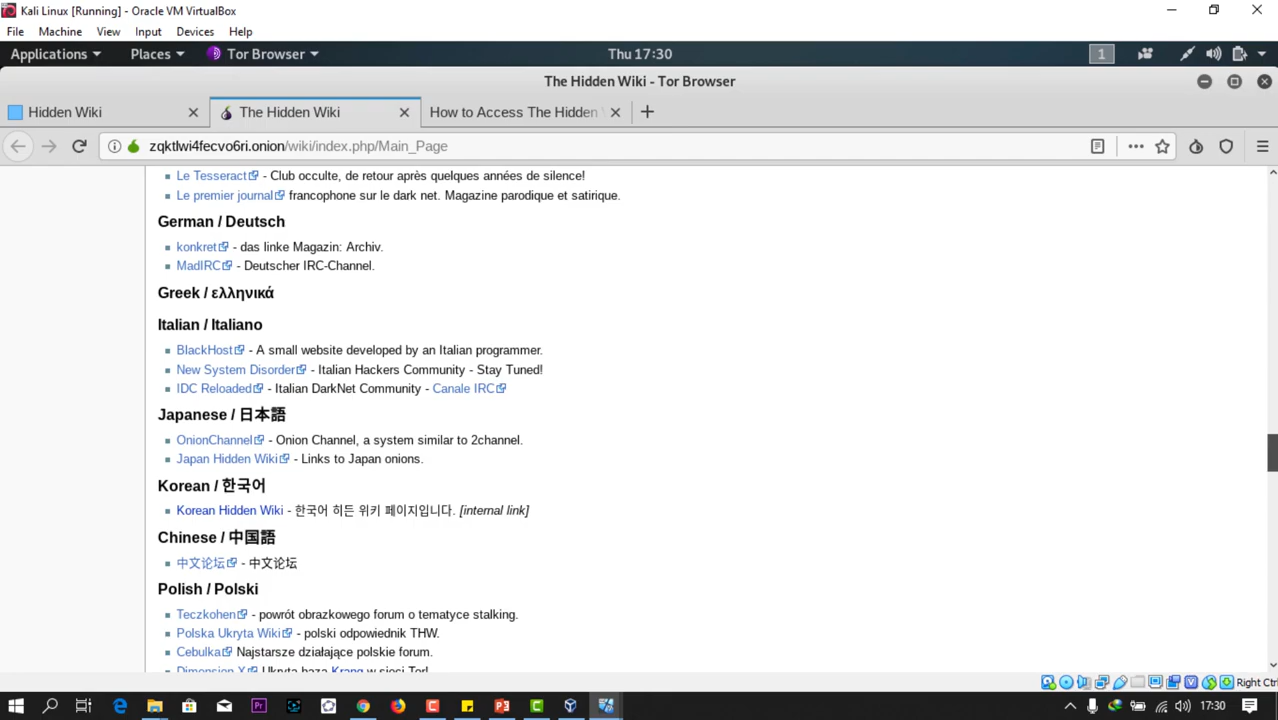 Kali Linux [Running] - Oracle VM VirtualBox
File Machine View Input Devices Help
Applications Places Tor Browser Thu 17:30 1
The Hidden Wiki - Tor Browser
Hidden Wiki The Hidden Wiki How to Access The Hidden
zqktlwi4fecvo6ri.onion/wiki/index.php/Main_Page
Le Tesseract - Club occulte, de retour après quelques années de silence!
Le premier journal francophone sur le dark net. Magazine parodique et satirique.
German / Deutsch
konkret - das linke Magazin: Archiv.
MadIRC - Deutscher IRC-Channel.
Greek / ελληνικά
Italian / Italiano
BlackHost - A small website developed by an Italian programmer.
New System Disorder - Italian Hackers Community - Stay Tuned!
IDC Reloaded - Italian DarkNet Community - Canale IRC
Japanese / 日本語
OnionChannel - Onion Channel, a system similar to 2channel.
Japan Hidden Wiki - Links to Japan onions.
Korean / 한국어
Korean Hidden Wiki - 한국어 히든 위키 페이지입니다. [internal link]
Chinese / 中国語
中文论坛 - 中文论坛
Polish / Polski
Teczkohen - powrót obrazkowego forum o tematyce stalking.
Polska Ukryta Wiki - polski odpowiednik THW.
Cebulka Najstarsze działające polskie forum.
Dimension X Ukryta baza Krang w sieci Tor!
Right Ctrl
17:30